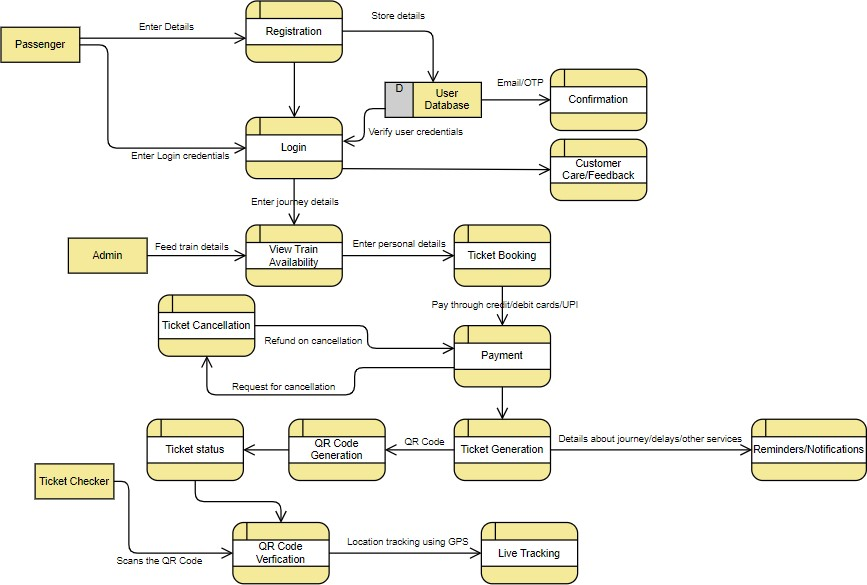 Enter Details
Store details
Registration
Passenger
D
User
Database
Email/OTP
Confirmation
Verify user credentials
Login
Enter Login credentials
Customer
Care/Feedback
Enter journey details
Admin
Feed train details
View Train
Availability
Enter personal details
Ticket Booking
Pay through credit/debit cards/UPI
Ticket Cancellation
Refund on cancellation
Payment
Request for cancellation
Ticket status
QR Code
Generation
QR Code
Ticket Generation
Details about journey/delays/other services
Reminders/Notifications
Ticket Checker
Scans the QR Code
QR Code
Verfication
Location tracking using GPS
Live Tracking